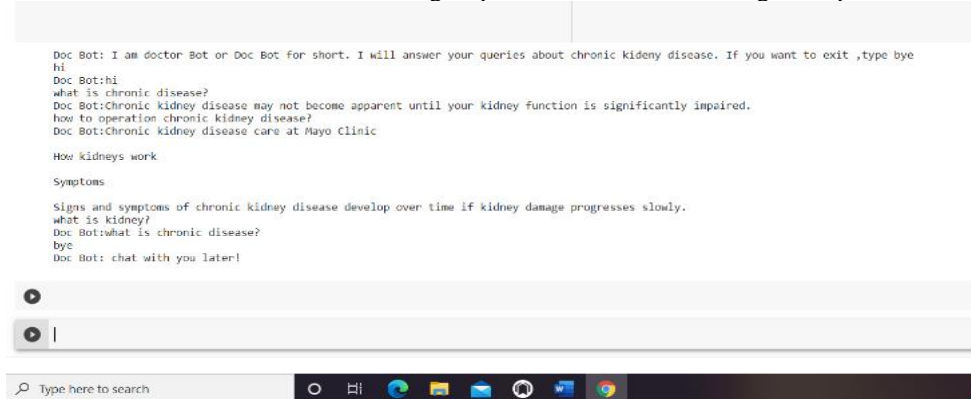 Doc Bot: I am doctor Bot or Doc Bot for short. I will answer your queries about chronic kideny disease. If you want to exit ,type bye
hi
Doc Bot:hi
what is chronic disease?
Doc Bot:Chronic kidney disease may not become apparent until your kidney function is significantly impaired.
how to operation chronic kidney disease?
Doc Bot:Chronic kidney disease care at Mayo Clinic
How kidneys work
Symptoms
Signs and symptoms of chronic kidney disease develop over time if kidney damage progresses slowly.
what is kidney?
Doc Bot:what is chronic disease?
bye
Doc Bot: chat with you later!
Type here to search